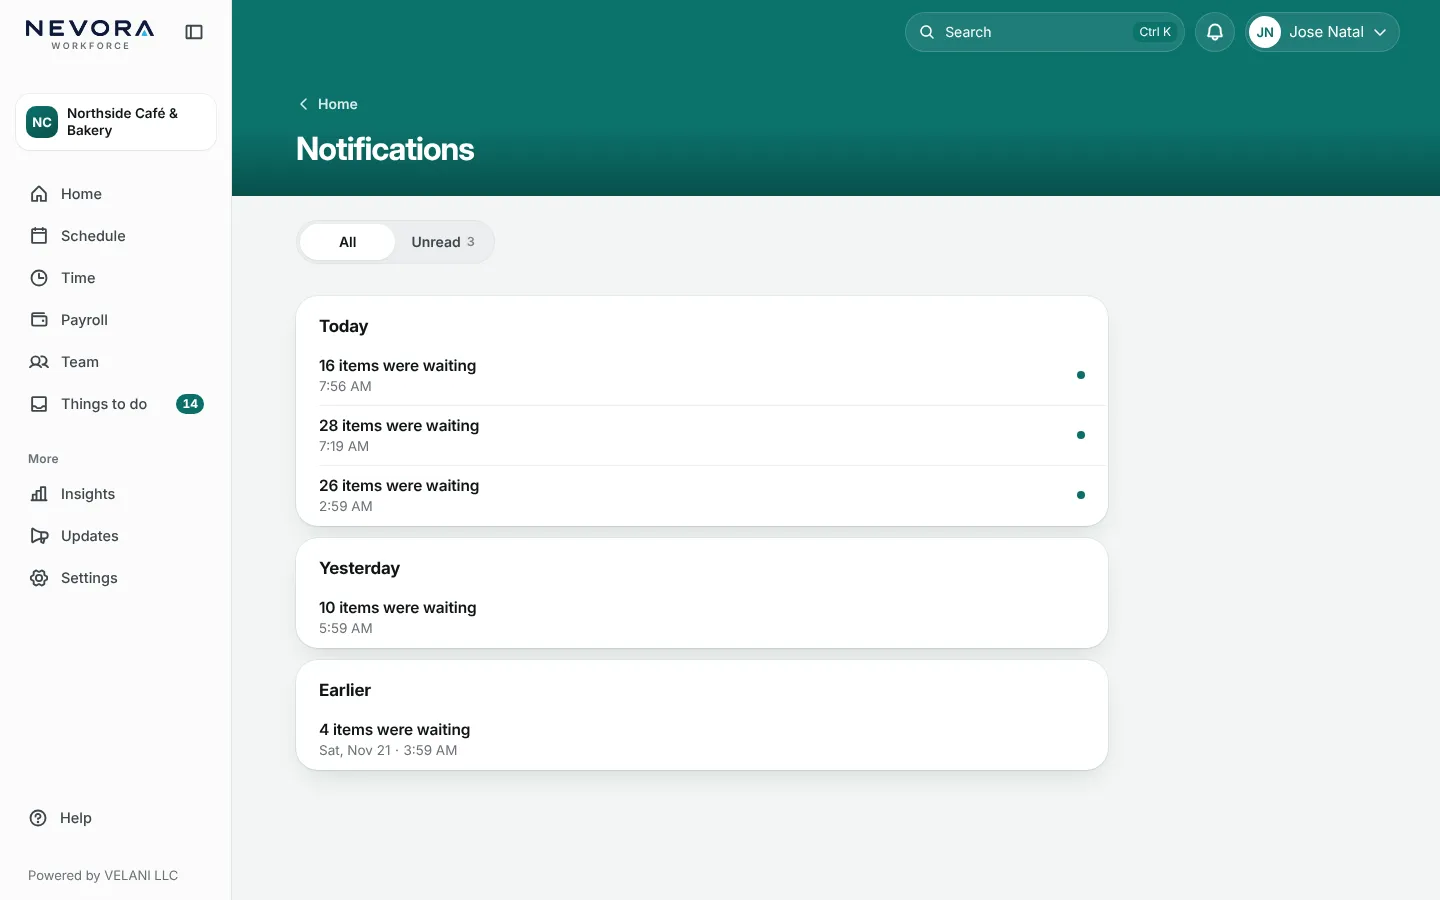 NEVORA
WORKFORCE
Search
Ctrl K
JN
Jose Natal
NC
Northside Café &
Bakery
Home
Schedule
Time
Payroll
Team
Things to do
14
More
Insights
Updates
Settings
Help
Powered by VELANI LLC
Home
Notifications
All
Unread 3
Today
16 items were waiting
7:56 AM
28 items were waiting
7:19 AM
26 items were waiting
2:59 AM
Yesterday
10 items were waiting
5:59 AM
Earlier
4 items were waiting
Sat, Nov 21 · 3:59 AM